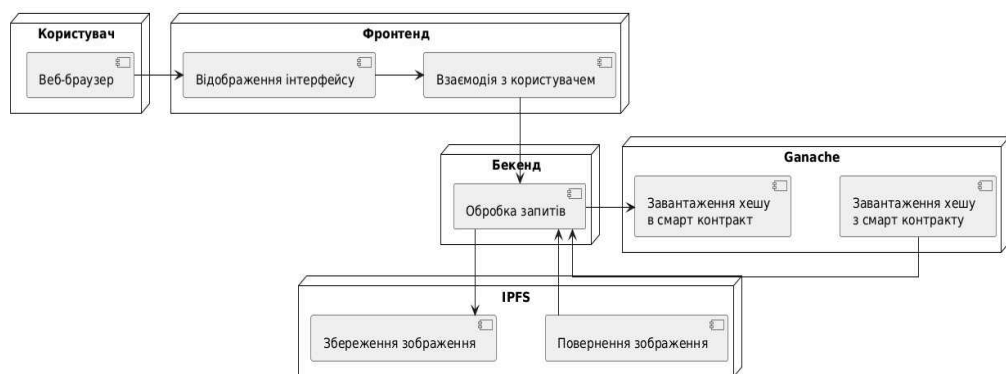 Користувач
Веб-браузер
Фронтенд
Відображення інтерфейсу
Взаємодія з користувачем
Бекенд
Обробка запитів
Ganache
Завантаження хешу
в смарт контракт
Завантаження хешу
з смарт контракту
IPFS
Збереження зображення
Повернення зображення